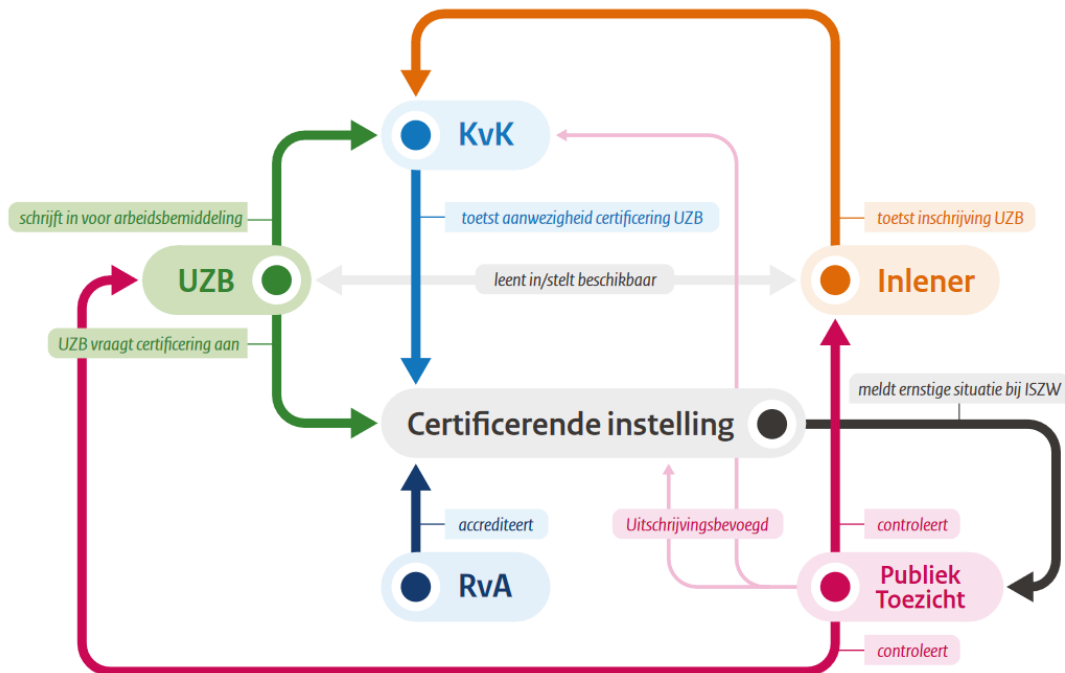 KvK
schrijft in voor arbeidsbemiddeling
toetst aanwezigheid certificering UZB
toetst inschrijving UZB
UZB
leent in/stelt beschikbaar
Inlener
UZB vraagt certificering aan
meldt ernstige situatie bij ISZW
Certificerende instelling
accrediteert
Uitschrijvingsbevoegd
controleert
RvA
Publiek
Toezicht
controleert